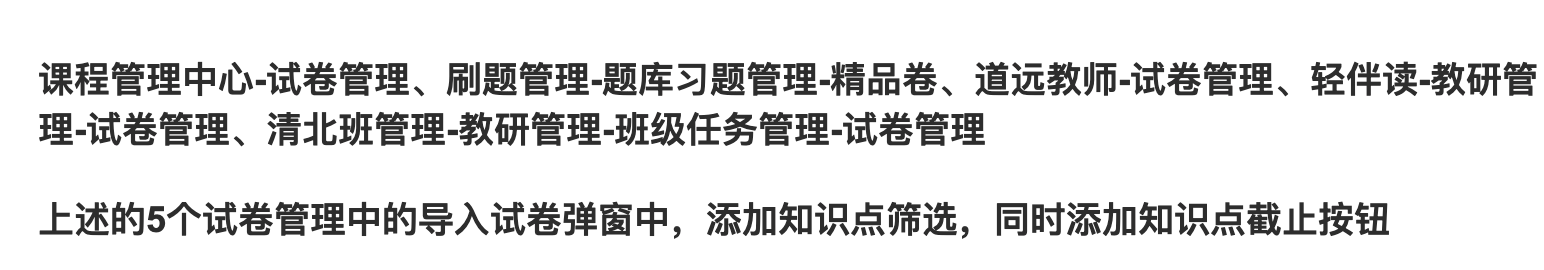 课程管理中心-试卷管理、刷题管理-题库习题管理-精品卷、道远教师-试卷管理、轻伴读-教研管
理-试卷管理、清北班管理-教研管理-班级任务管理-试卷管理
上述的5个试卷管理中的导入试卷弹窗中，添加知识点筛选，同时添加知识点截止按钮